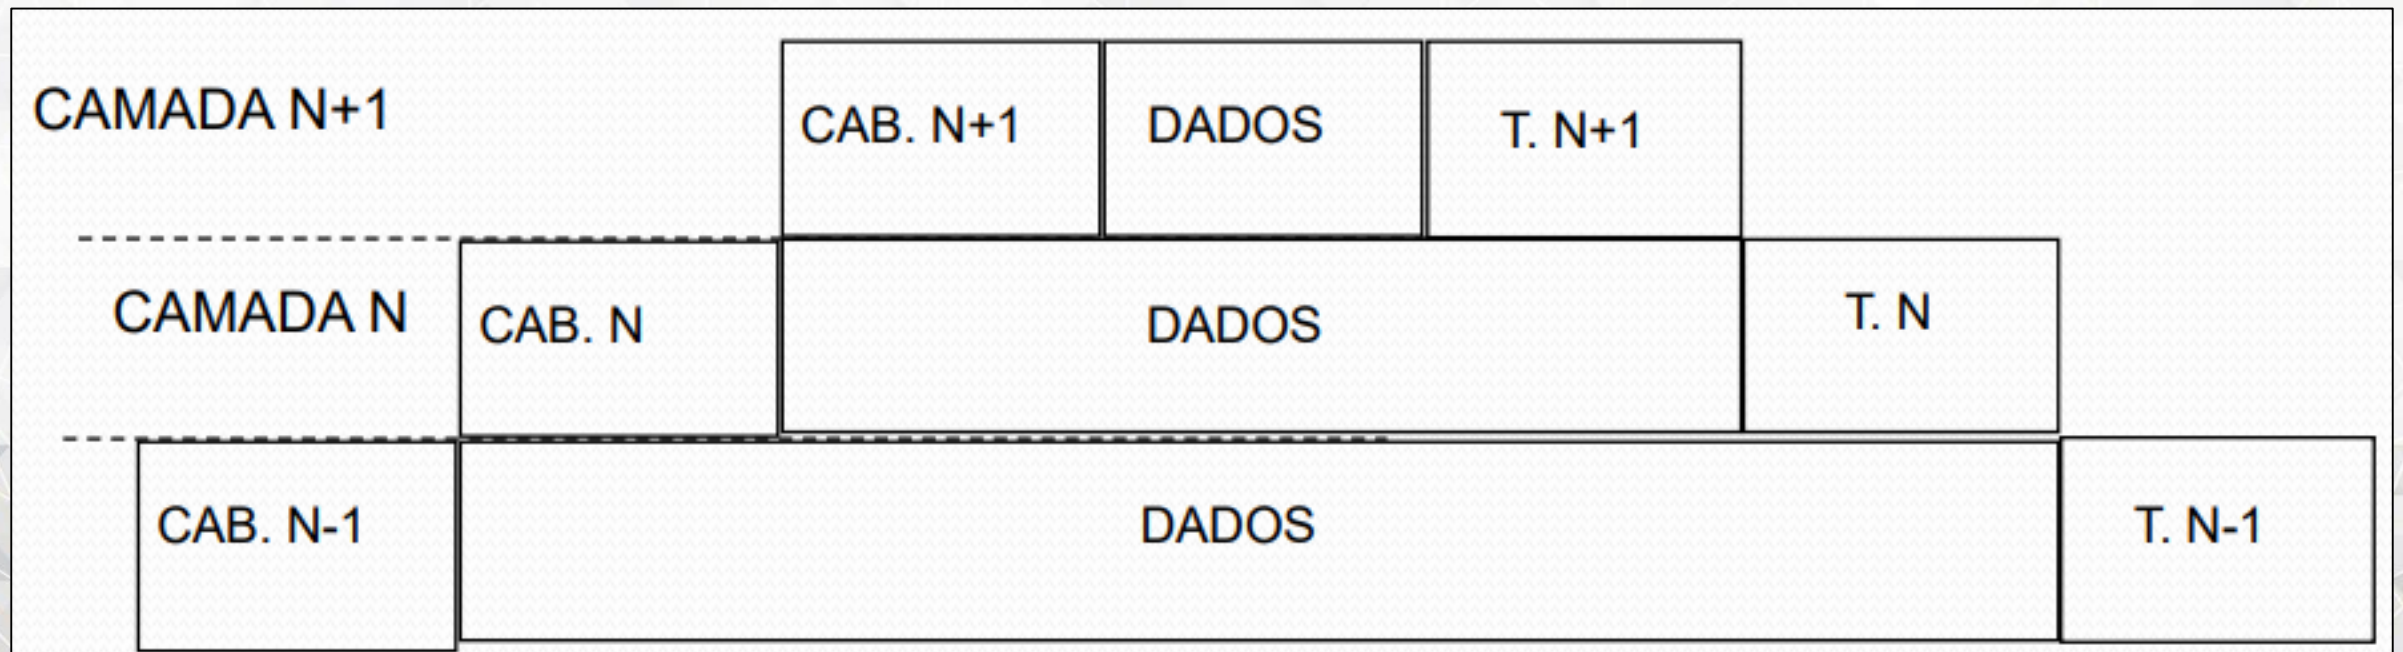 CAMADA N+1
CAB. N+1
DADOS
T. N+1
CAMADA N
CAB. N
DADOS
T. N
CAB. N-1
DADOS
T. N-1